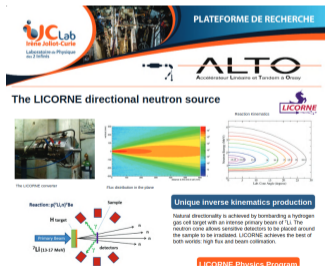 PLATEFORME DE RECHERCHE
IJCLab
Irène Joliot-Curie
Laboratoire de Physique
des 2 Infinis
ALTO
Accélérateur Linéaire et Tandem à Orsay
The LICORNE directional neutron source
LICORNE
Reaction kinematics
The LICORNE converter
Flux distribution in the plane
Unique inverse kinematics production
Reaction: p(⁷Li,n)⁷Be
Sample
H target
n
Primary Beam
⁷Li (13-17 MeV)
detectors
Natural directionality is achieved by bombarding a hydrogen
gas cell target with an intense primary beam of ⁷Li. The
neutron cone allows sensitive detectors to be placed around
the sample to be irradiated. LICORNE achieves the best of
both worlds: high flux and beam collimation.
LICORNE Physics Program